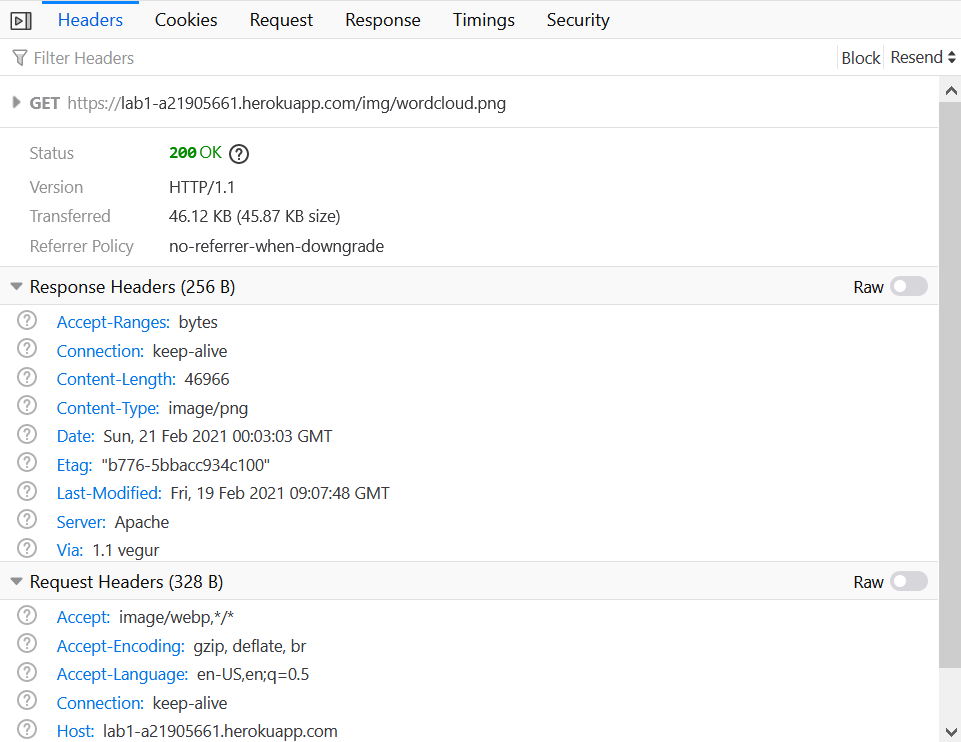 Headers Cookies Request Response Timings Security
Filter Headers Block Resend
GET https://lab1-a21905661.herokuapp.com/img/wordcloud.png
Status 200 OK ?
Version HTTP/1.1
Transferred 46.12 KB (45.87 KB size)
Referrer Policy no-referrer-when-downgrade
Response Headers (256 B) Raw
? Accept-Ranges: bytes
? Connection: keep-alive
? Content-Length: 46966
? Content-Type: image/png
? Date: Sun, 21 Feb 2021 00:03:03 GMT
? Etag: "b776-5bbacc934c100"
? Last-Modified: Fri, 19 Feb 2021 09:07:48 GMT
? Server: Apache
? Via: 1.1 vegur
Request Headers (328 B) Raw
? Accept: image/webp,*/*
? Accept-Encoding: gzip, deflate, br
? Accept-Language: en-US,en;q=0.5
? Connection: keep-alive
? Host: lab1-a21905661.herokuapp.com